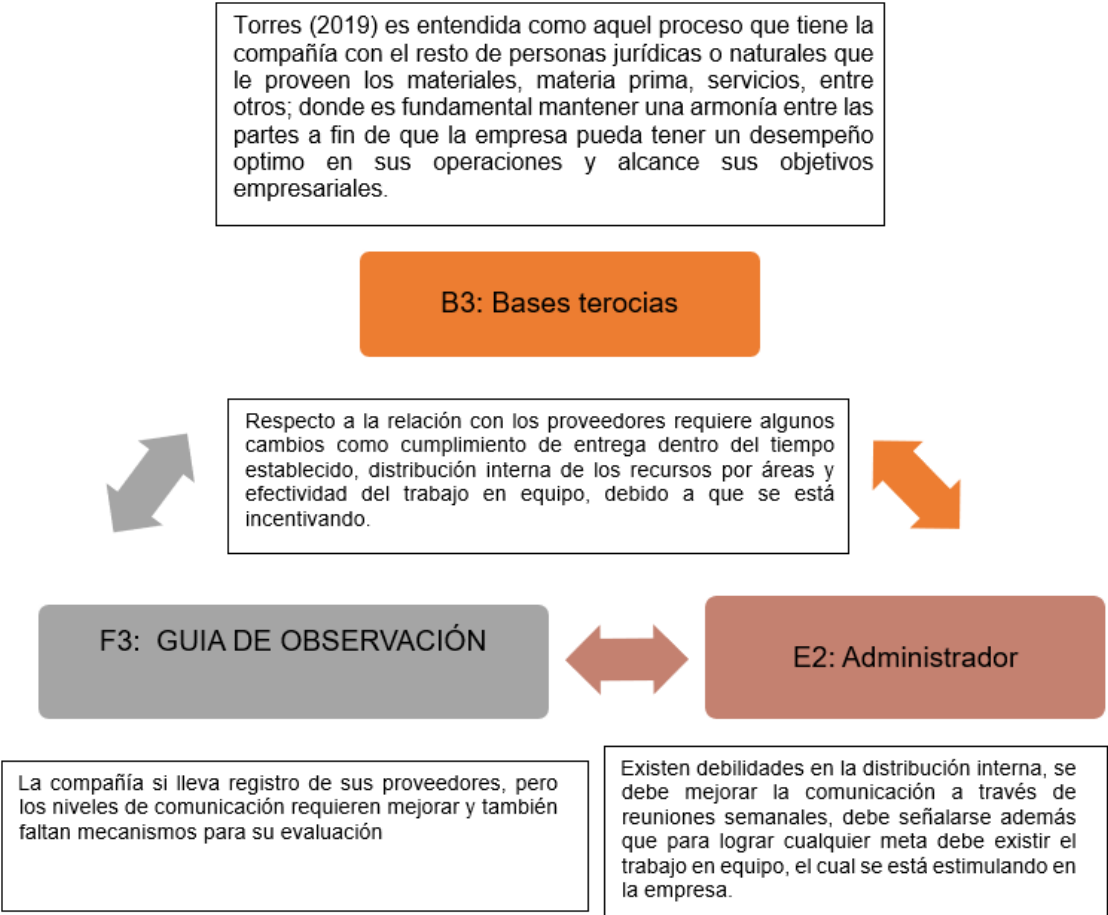 Torres (2019) es entendida como aquel proceso que tiene la
compañía con el resto de personas jurídicas o naturales que
le proveen los materiales, materia prima, servicios, entre
otros; donde es fundamental mantener una armonía entre las
partes a fin de que la empresa pueda tener un desempeño
optimo en sus operaciones y alcance sus objetivos
empresariales.
B3: Bases terocias
Respecto a la relación con los proveedores requiere algunos
cambios como cumplimiento de entrega dentro del tiempo
establecido, distribución interna de los recursos por áreas y
efectividad del trabajo en equipo, debido a que se está
incentivando.
F3: GUIA DE OBSERVACIÓN
E2: Administrador
La compañía si lleva registro de sus proveedores, pero
los niveles de comunicación requieren mejorar y también
faltan mecanismos para su evaluación
Existen debilidades en la distribución interna, se
debe mejorar la comunicación a través de
reuniones semanales, debe señalarse además
que para lograr cualquier meta debe existir el
trabajo en equipo, el cual se está estimulando en
la empresa.